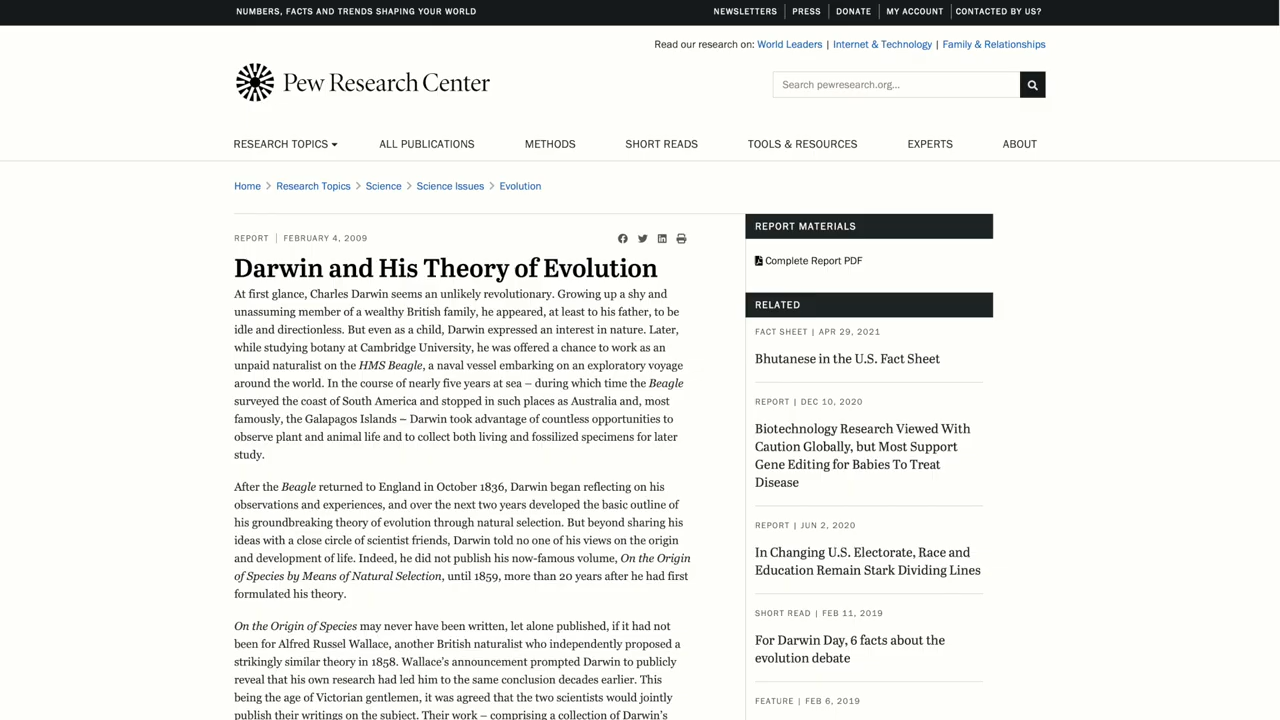 NUMBERS, FACTS AND TRENDS SHAPING YOUR WORLD
NEWSLETTERS | PRESS | DONATE | MY ACCOUNT | CONTACTED BY US?
Read our research on: World Leaders | Internet & Technology | Family & Relationships
Pew Research Center
Search pewresearch.org...
RESEARCH TOPICS ALL PUBLICATIONS METHODS SHORT READS TOOLS & RESOURCES EXPERTS ABOUT
Home > Research Topics > Science > Science Issues > Evolution
REPORT | FEBRUARY 4, 2009
Darwin and His Theory of Evolution
At first glance, Charles Darwin seems an unlikely revolutionary. Growing up a shy and
unassuming member of a wealthy British family, he appeared, at least to his father, to be
idle and directionless. But even as a child, Darwin expressed an interest in nature. Later,
while studying botany at Cambridge University, he was offered a chance to work as an
unpaid naturalist on the HMS Beagle, a naval vessel embarking on an exploratory voyage
around the world. In the course of nearly five years at sea – during which time the Beagle
surveyed the coast of South America and stopped in such places as Australia and, most
famously, the Galapagos Islands – Darwin took advantage of countless opportunities to
observe plant and animal life and to collect both living and fossilized specimens for later
study.
After the Beagle returned to England in October 1836, Darwin began reflecting on his
observations and experiences, and over the next two years developed the basic outline of
his groundbreaking theory of evolution through natural selection. But beyond sharing his
ideas with a close circle of scientist friends, Darwin told no one of his views on the origin
and development of life. Indeed, he did not publish his now-famous volume, On the Origin
of Species by Means of Natural Selection, until 1859, more than 20 years after he had first
formulated his theory.
On the Origin of Species may never have been written, let alone published, if it had not
been for Alfred Russel Wallace, another British naturalist who independently proposed a
strikingly similar theory in 1858. Wallace's announcement prompted Darwin to publicly
reveal that his own research had led him to the same conclusion decades earlier. This
being the age of Victorian gentlemen, it was agreed that the two scientists would jointly
publish their writings on the subject. Their work – comprising a collection of Darwin's
REPORT MATERIALS
Complete Report PDF
RELATED
FACT SHEET | APR 29, 2021
Bhutanese in the U.S. Fact Sheet
REPORT | DEC 10, 2020
Biotechnology Research Viewed With
Caution Globally, but Most Support
Gene Editing for Babies To Treat
Disease
REPORT | JUN 2, 2020
In Changing U.S. Electorate, Race and
Education Remain Stark Dividing Lines
SHORT READ | FEB 11, 2019
For Darwin Day, 6 facts about the
evolution debate
FEATURE | FEB 6, 2019